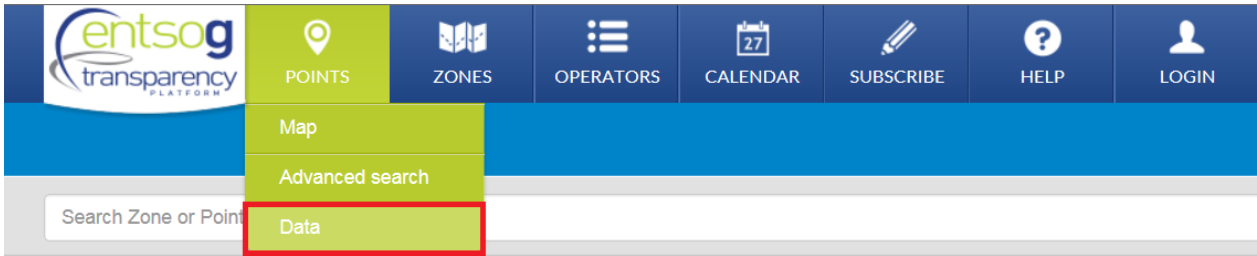 entsog
transparency
PLATFORM
POINTS
ZONES
OPERATORS
27
CALENDAR
SUBSCRIBE
?
HELP
LOGIN
Map
Advanced search
Search Zone or Point
Data